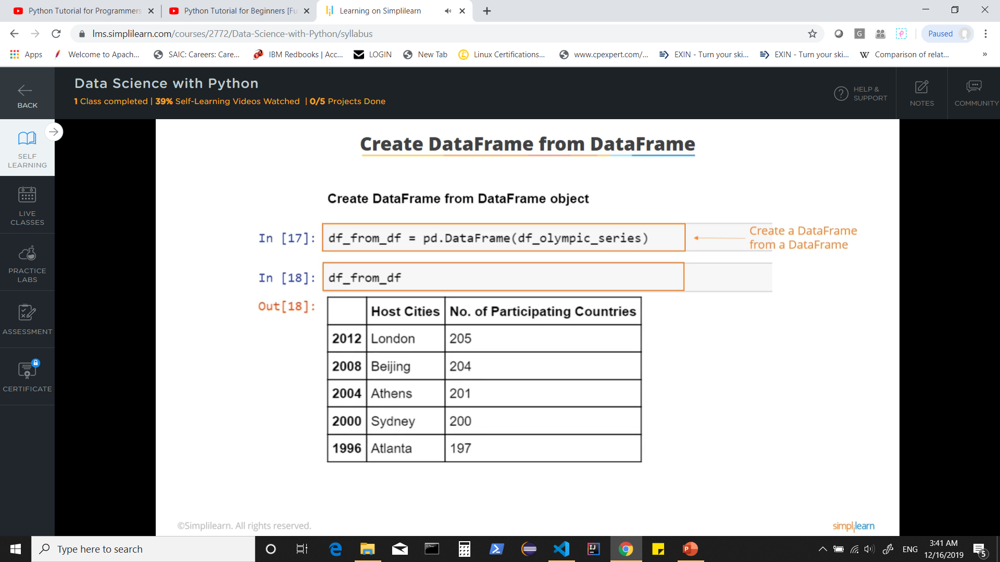 Python Tutorial for Programmers
Python Tutorial for Beginners [Fu
Learning on Simplilearn
lms.simplilearn.com/courses/2772/Data-Science-with-Python/syllabus
Paused
Apps
Welcome to Apach...
SAIC: Careers: Care...
IBM Redbooks | Acc...
LOGIN
New Tab
Linux Certifications...
www.cpexpert.com/...
EXIN - Turn your ski...
EXIN - Turn your ski...
Comparison of relat...
»
BACK
Data Science with Python
1 Class completed | 39% Self-Learning Videos Watched | 0/5 Projects Done
HELP &
SUPPORT
NOTES
COMMUNITY
SELF
LEARNING
LIVE
CLASSES
PRACTICE
LABS
ASSESSMENT
CERTIFICATE
Create DataFrame from DataFrame
Create DataFrame from DataFrame object
In [17]: df_from_df = pd.DataFrame(df_olympic_series)
Create a DataFrame
from a DataFrame
In [18]: df_from_df
Out[18]:
Host Cities No. of Participating Countries
2012 London 205
2008 Beijing 204
2004 Athens 201
2000 Sydney 200
1996 Atlanta 197
©Simplilearn. All rights reserved.
simplilearn
Type here to search
ENG
3:41 AM
12/16/2019
5